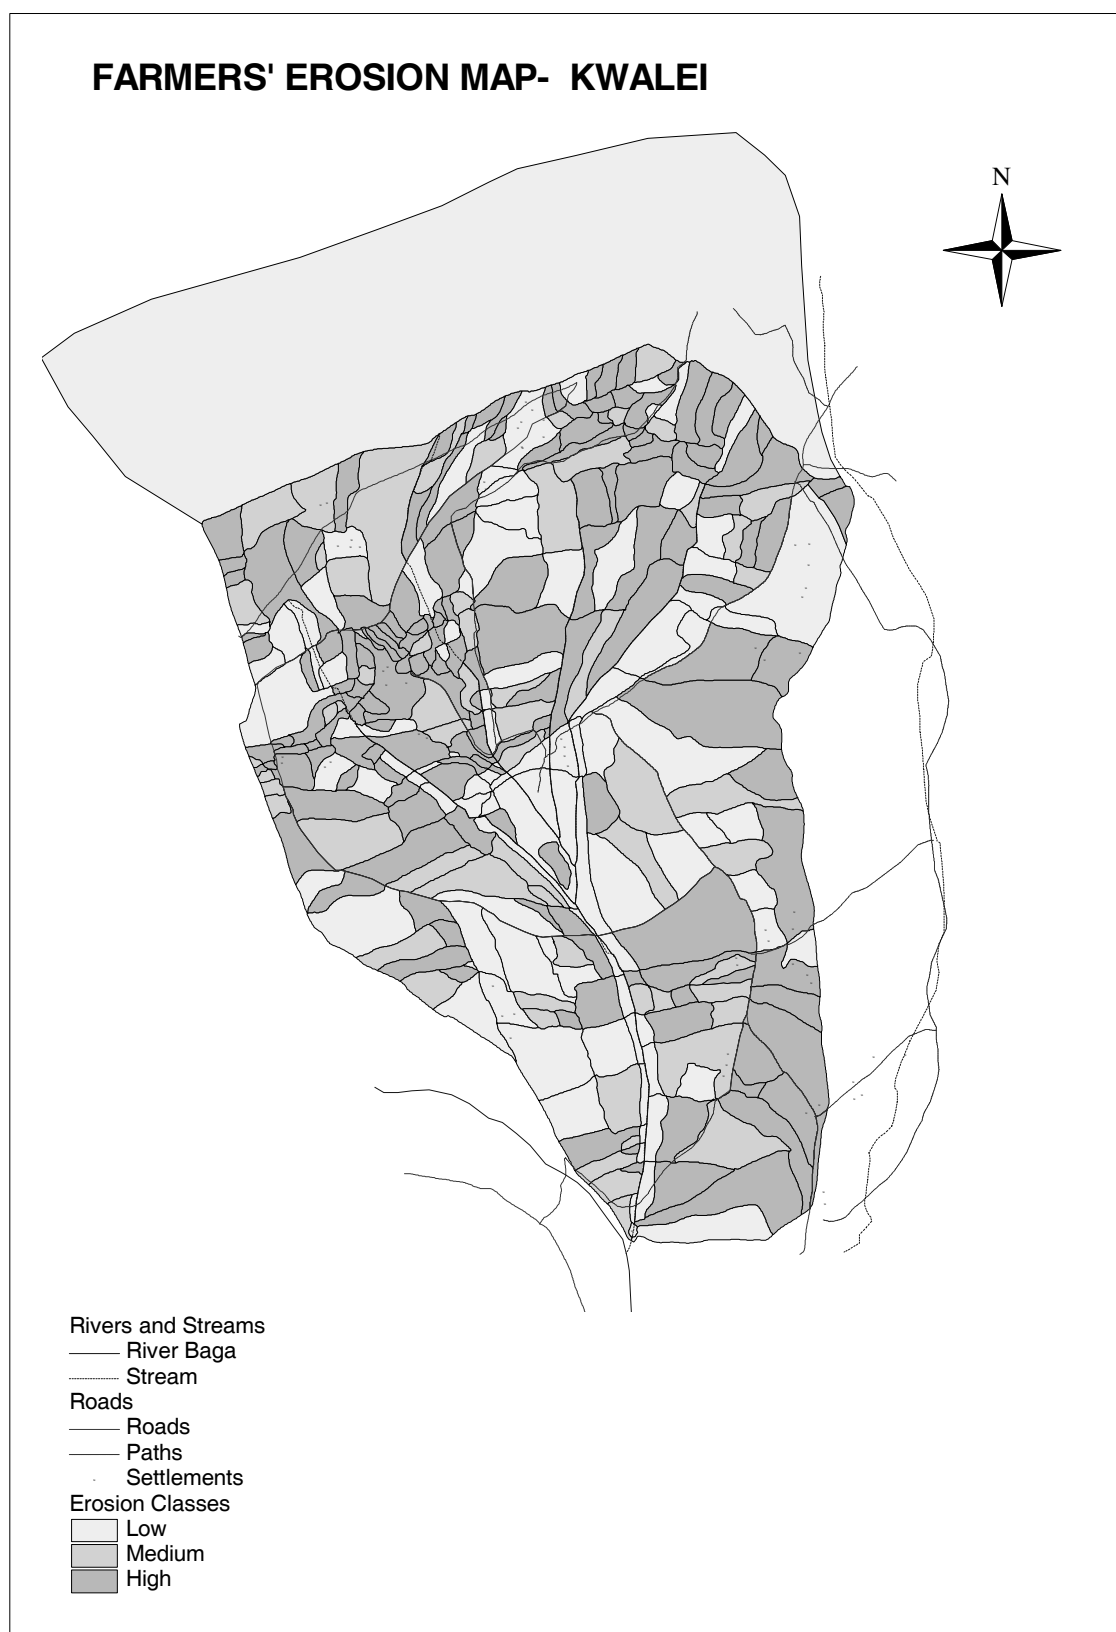 FARMERS' EROSION MAP-  KWALEI
N
Rivers and Streams
River Baga
Stream
Roads
Roads
Paths
Settlements
Erosion Classes
Low
Medium
High